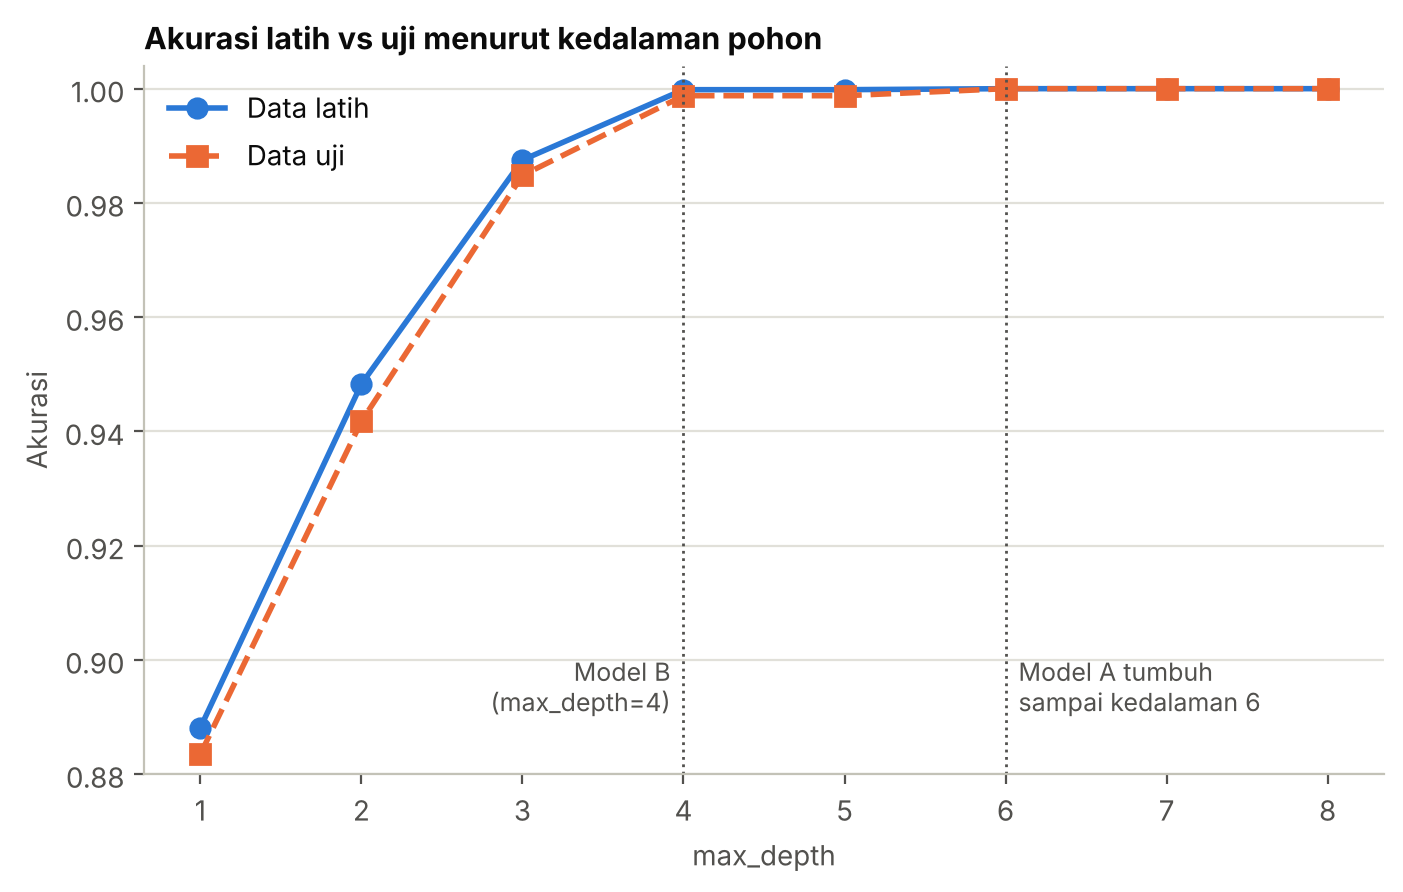 Akurasi latih vs uji menurut kedalaman pohon
Data latih
Data uji
Akurasi
1.00
0.98
0.96
0.94
0.92
0.90
0.88
Model B
(max_depth=4)
Model A tumbuh
sampai kedalaman 6
1 2 3 4 5 6 7 8
max_depth